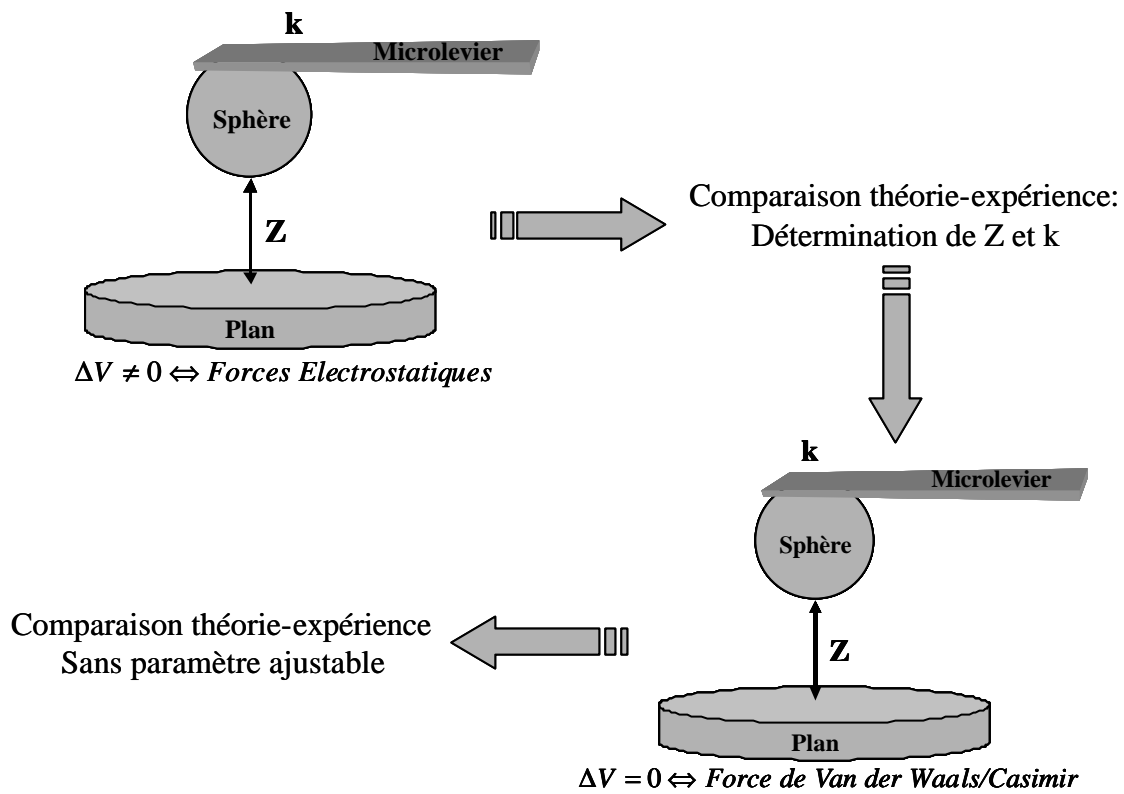 k
Microlevier
Sphère
Z
Plan
ΔV ≠ 0 ⇔ Forces Electrostatiques
Comparaison théorie-expérience:
Détermination de Z et k
k
Microlevier
Sphère
Z
Plan
ΔV = 0 ⇔ Force de Van der Waals/Casimir
Comparaison théorie-expérience
Sans paramètre ajustable